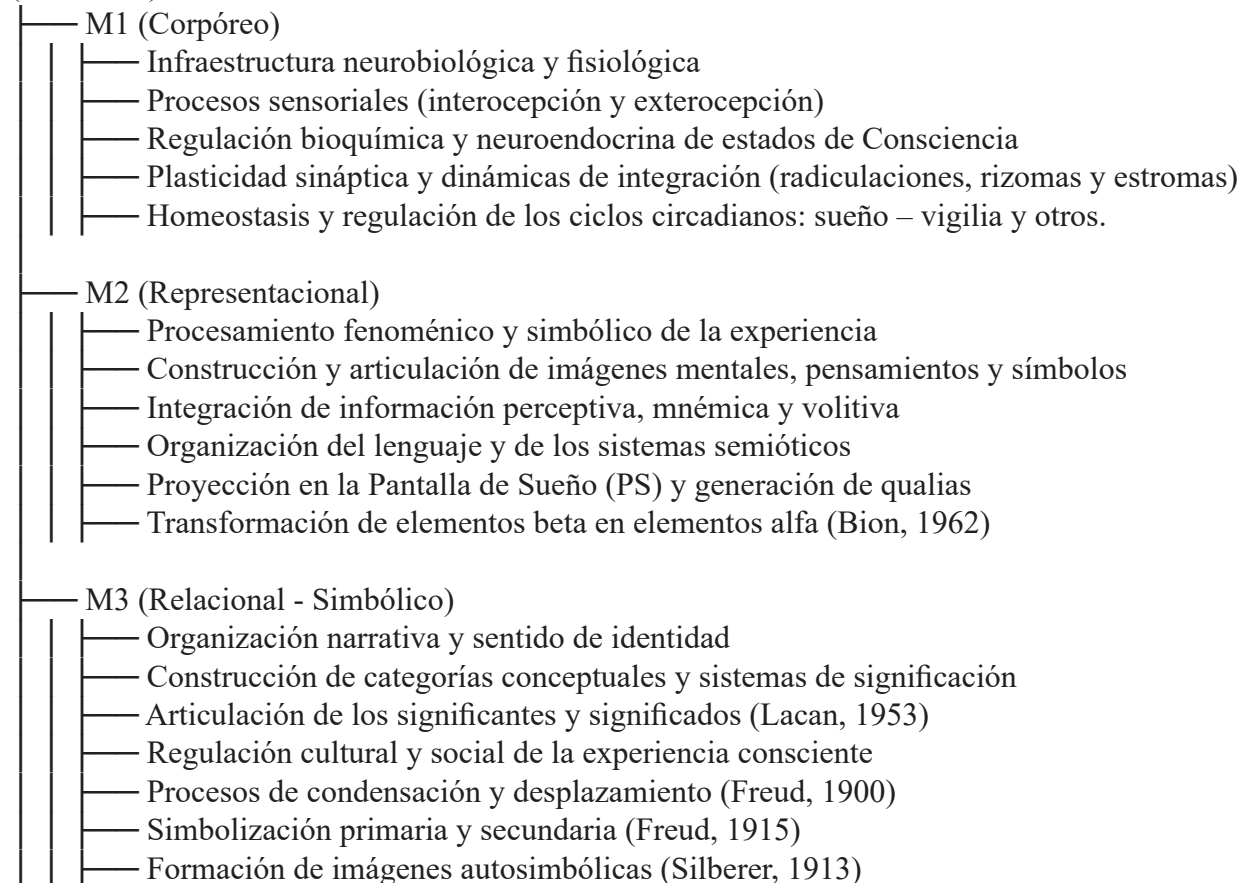 M1 (Corpóreo)
Infraestructura neurobiológica y fisiológica
Procesos sensoriales (interocepción y exterocepción)
Regulación bioquímica y neuroendocrina de estados de Consciencia
Plasticidad sináptica y dinámicas de integración (radiculaciones, rizomas y estromas)
Homeostasis y regulación de los ciclos circadianos: sueño – vigilia y otros.
M2 (Representacional)
Procesamiento fenoménico y simbólico de la experiencia
Construcción y articulación de imágenes mentales, pensamientos y símbolos
Integración de información perceptiva, mnémica y volitiva
Organización del lenguaje y de los sistemas semióticos
Proyección en la Pantalla de Sueño (PS) y generación de qualias
Transformación de elementos beta en elementos alfa (Bion, 1962)
M3 (Relacional - Simbólico)
Organización narrativa y sentido de identidad
Construcción de categorías conceptuales y sistemas de significación
Articulación de los significantes y significados (Lacan, 1953)
Regulación cultural y social de la experiencia consciente
Procesos de condensación y desplazamiento (Freud, 1900)
Simbolización primaria y secundaria (Freud, 1915)
Formación de imágenes autosimbólicas (Silberer, 1913)